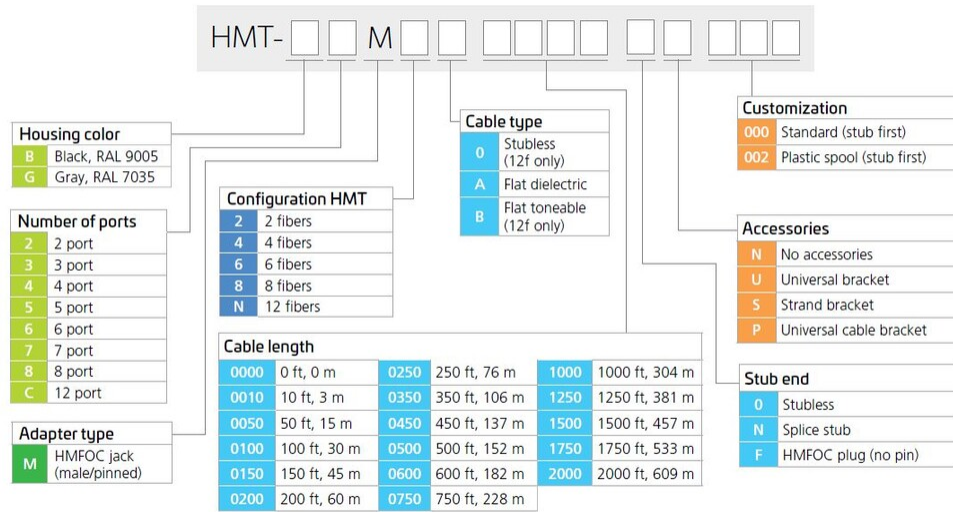 HMT- M
Housing color
B Black, RAL 9005
G Gray, RAL 7035
Number of ports
2 2 port
3 3 port
4 4 port
5 5 port
6 6 port
7 7 port
8 8 port
C 12 port
Adapter type
M HMFOC jack
(male/pinned)
Configuration HMT
2 2 fibers
4 4 fibers
6 6 fibers
8 8 fibers
N 12 fibers
Cable type
0 Stubless
(12f only)
A Flat dielectric
B Flat toneable
(12f only)
Cable length
0000 0 ft, 0 m 0250 250 ft, 76 m 1000 1000 ft, 304 m
0010 10 ft, 3 m 0350 350 ft, 106 m 1250 1250 ft, 381 m
0050 50 ft, 15 m 0450 450 ft, 137 m 1500 1500 ft, 457 m
0100 100 ft, 30 m 0500 500 ft, 152 m 1750 1750 ft, 533 m
0150 150 ft, 45 m 0600 600 ft, 182 m 2000 2000 ft, 609 m
0200 200 ft, 60 m 0750 750 ft, 228 m
Customization
000 Standard (stub first)
002 Plastic spool (stub first)
Accessories
N No accessories
U Universal bracket
S Strand bracket
P Universal cable bracket
Stub end
0 Stubless
N Splice stub
F HMFOC plug (no pin)